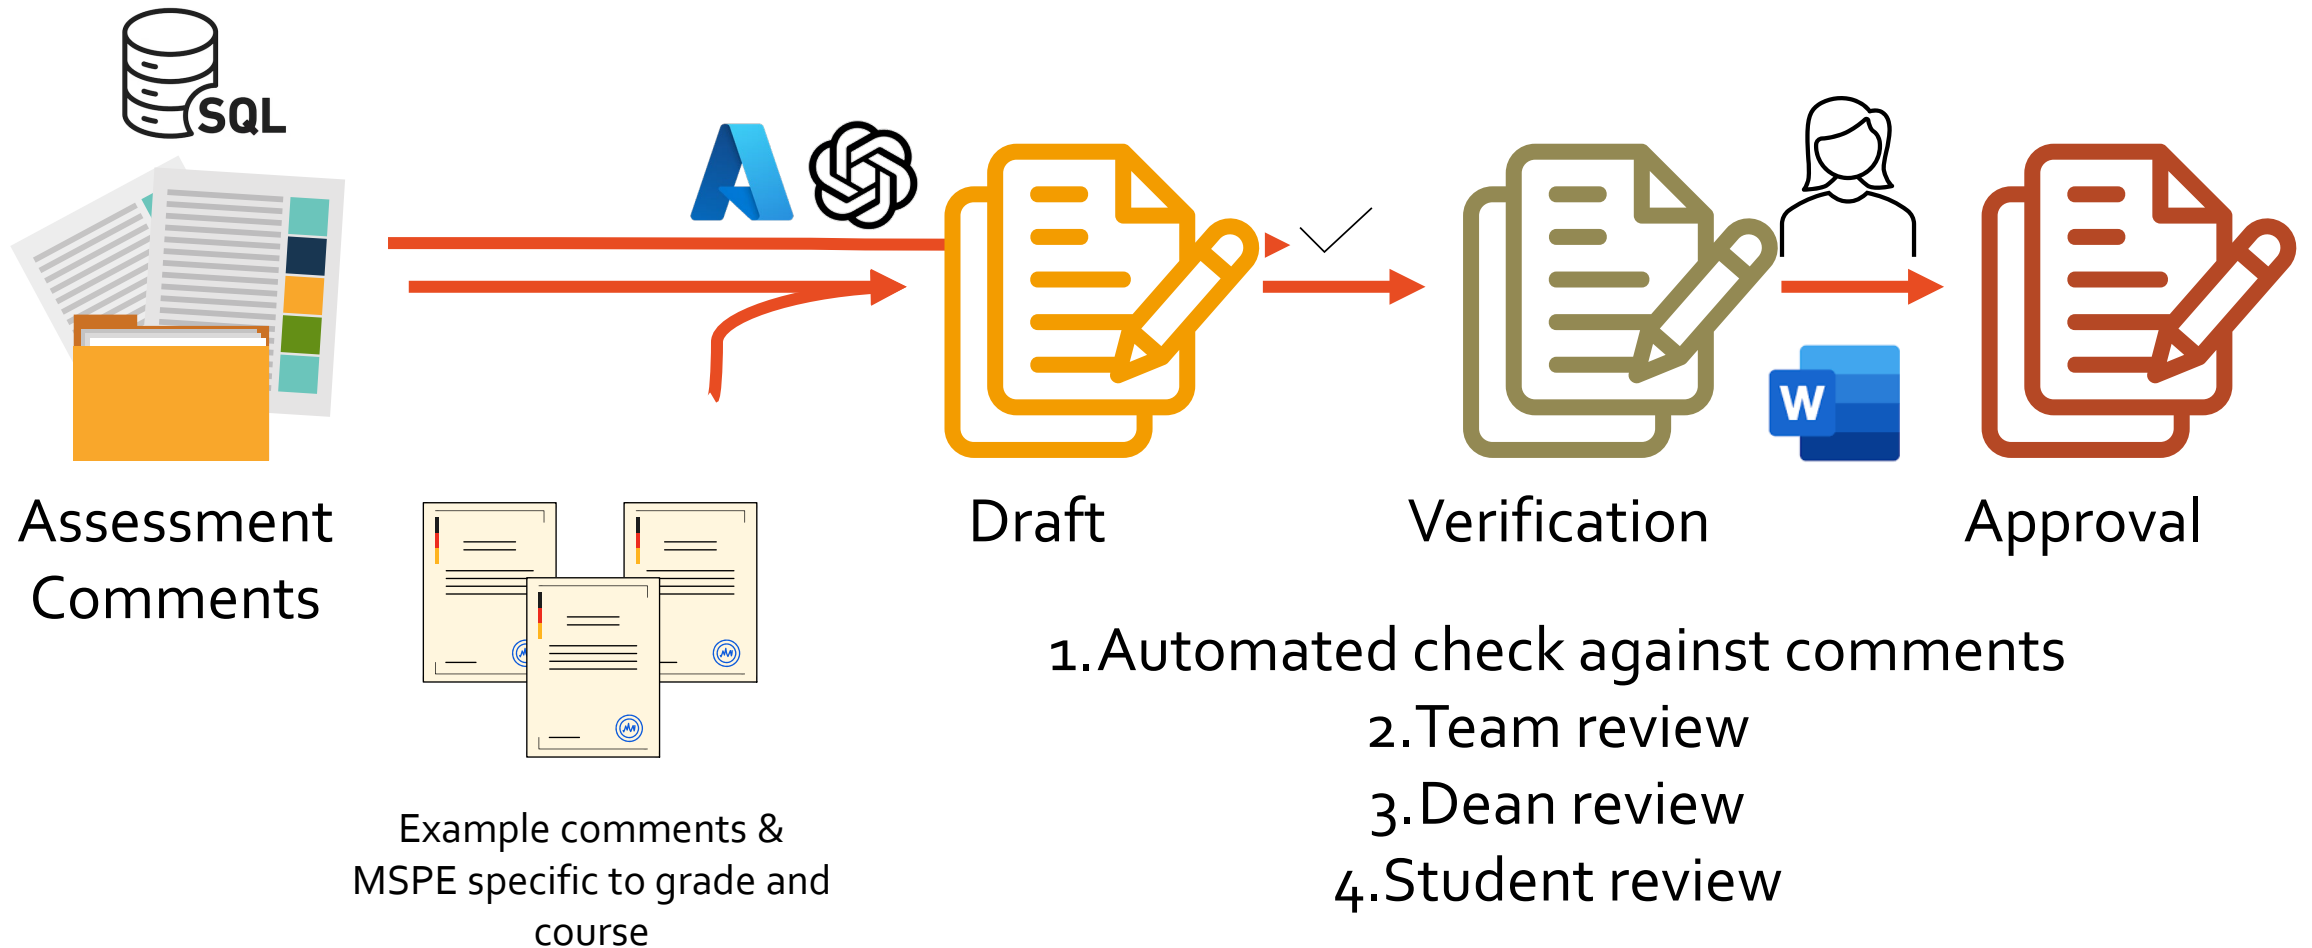 SQL
Assessment
Comments
Example comments &
MSPE specific to grade and
course
Draft
Verification
W
Approval
1.Automated check against comments
2.Team review
3.Dean review
4.Student review